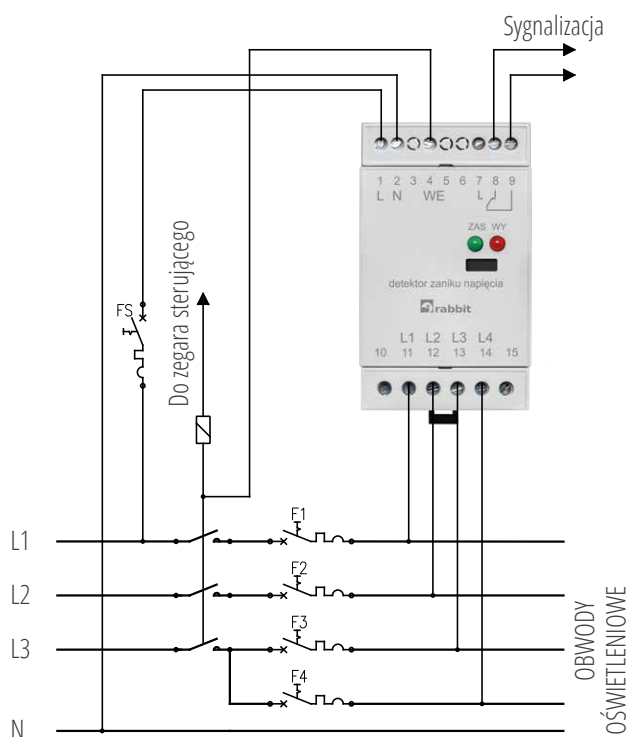 Sygnalizacja
1 2 3 4 5 6 7 8 9
L N WE
ZAS WY
detektor zaniku napięcia
rabbit
L1 L2 L3 L4
10 11 12 13 14 15
FS
Do zegara sterującego
F1
L1
F2
L2
F3
L3
F4
N
OBWODY
OŚWIETLENIOWE